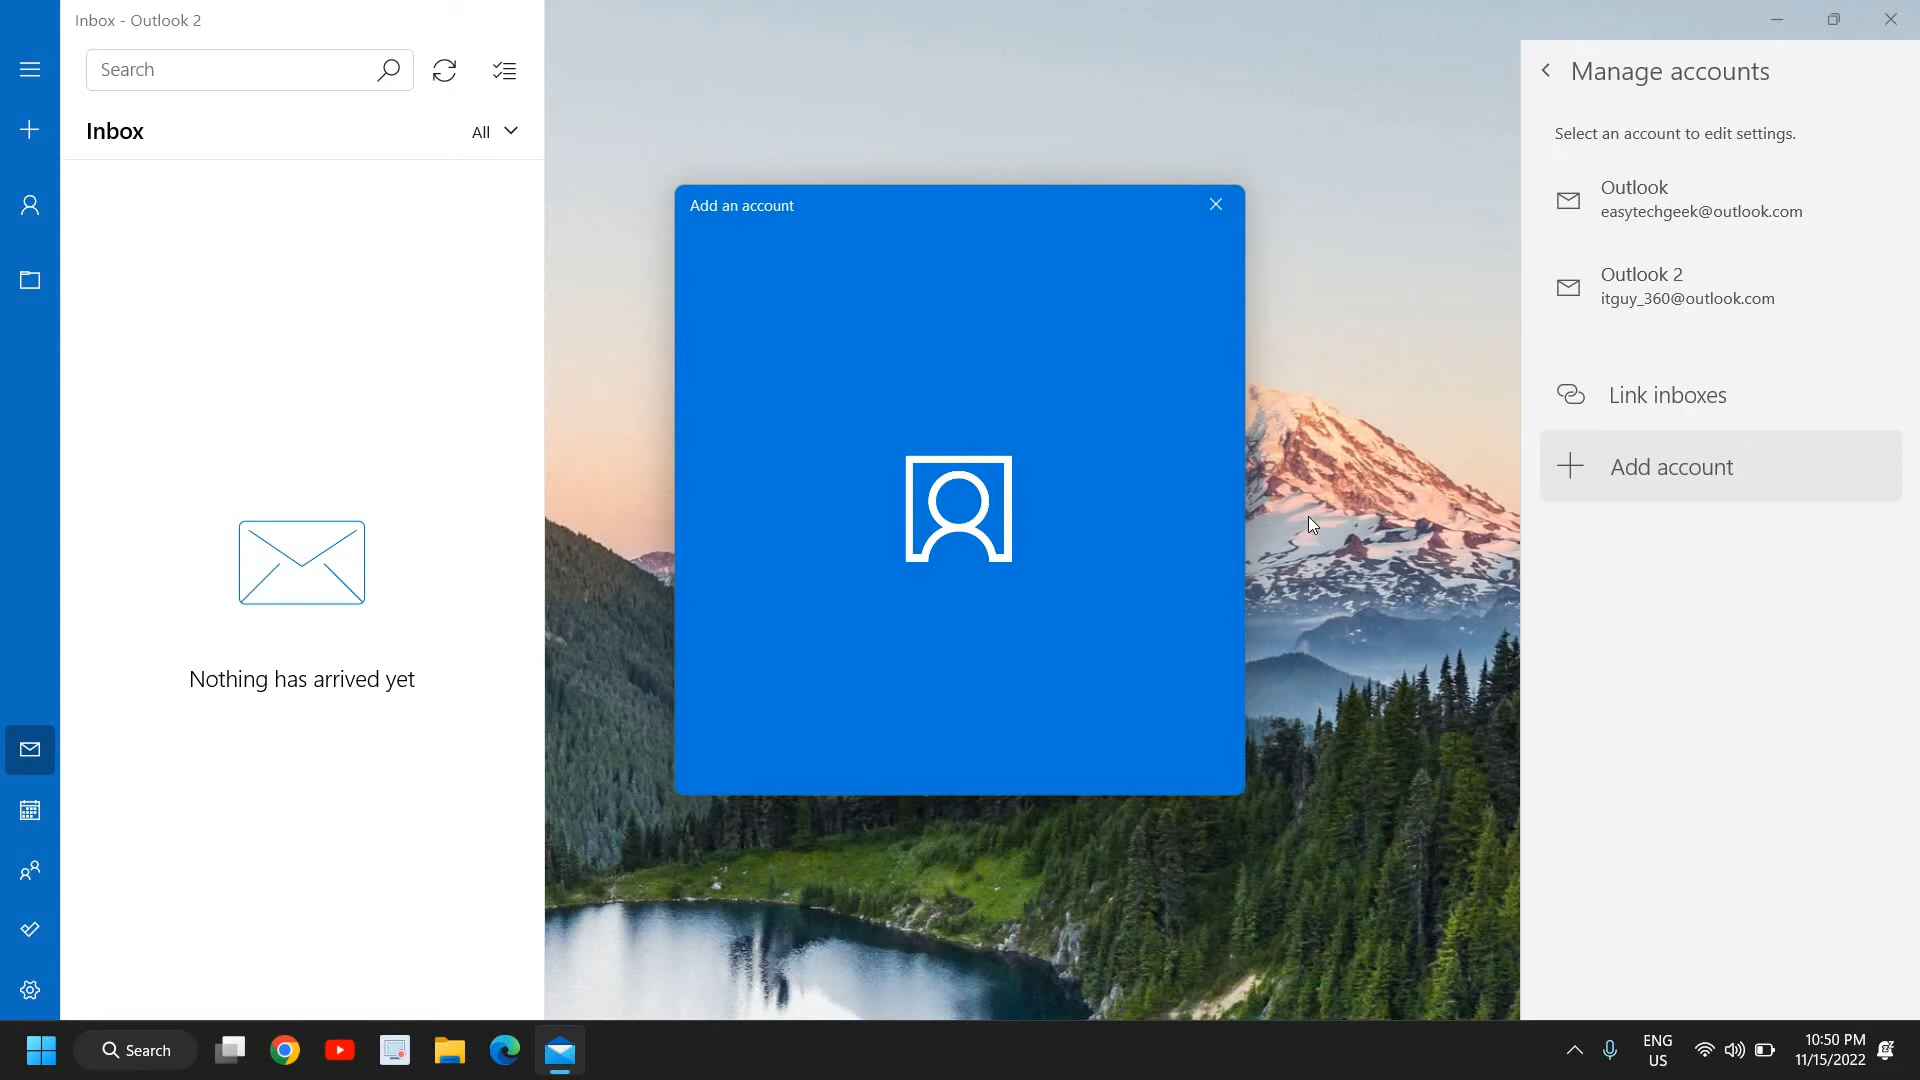 Inbox - Outlook 2
Search
Inbox
All
Nothing has arrived yet
Add an account
Manage accounts
Select an account to edit settings.
Outlook
easytechgeek@outlook.com
Outlook 2
itguy_360@outlook.com
Link inboxes
Add account
Search
ENG
US
10:50 PM
11/15/2022